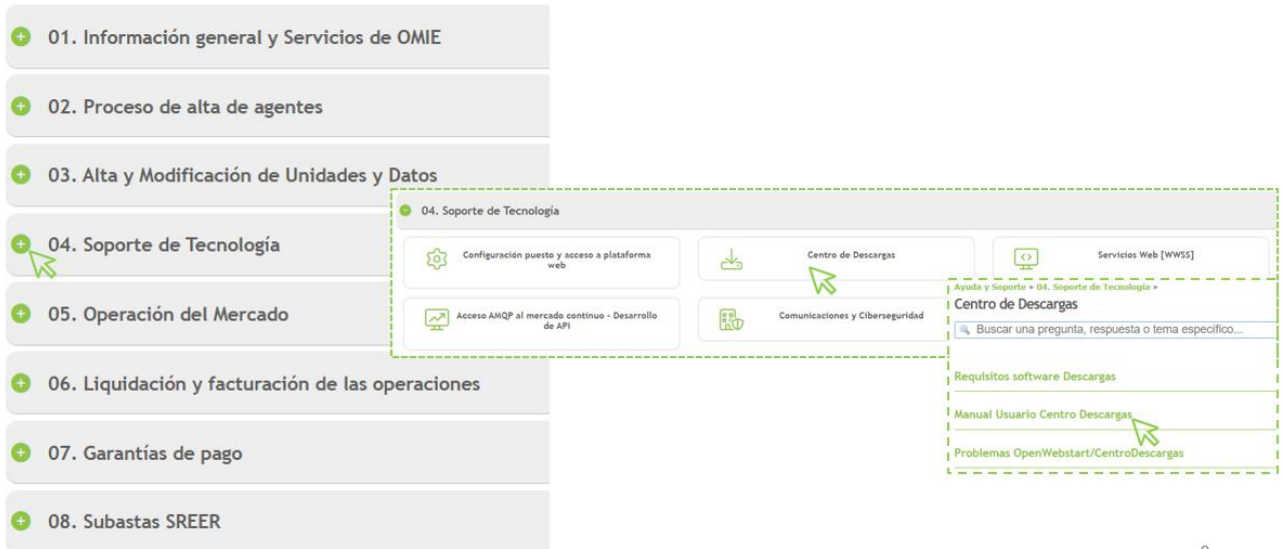 01. Información general y Servicios de OMIE
02. Proceso de alta de agentes
03. Alta y Modificación de Unidades y Datos
04. Soporte de Tecnología
05. Operación del Mercado
06. Liquidación y facturación de las operaciones
07. Garantías de pago
08. Subastas SREER
04. Soporte de Tecnología
Configuración puesto y acceso a plataforma
web
Centro de Descargas
Servicios Web [WWSS]
Acceso AMQP al mercado continuo - Desarrollo
de API
Comunicaciones y Ciberseguridad
Ayuda y Soporte » 04. Soporte de Tecnología »
Centro de Descargas
Buscar una pregunta, respuesta o tema específico...
Requisitos software Descargas
Manual Usuario Centro Descargas
Problemas OpenWebstart/CentroDescargas